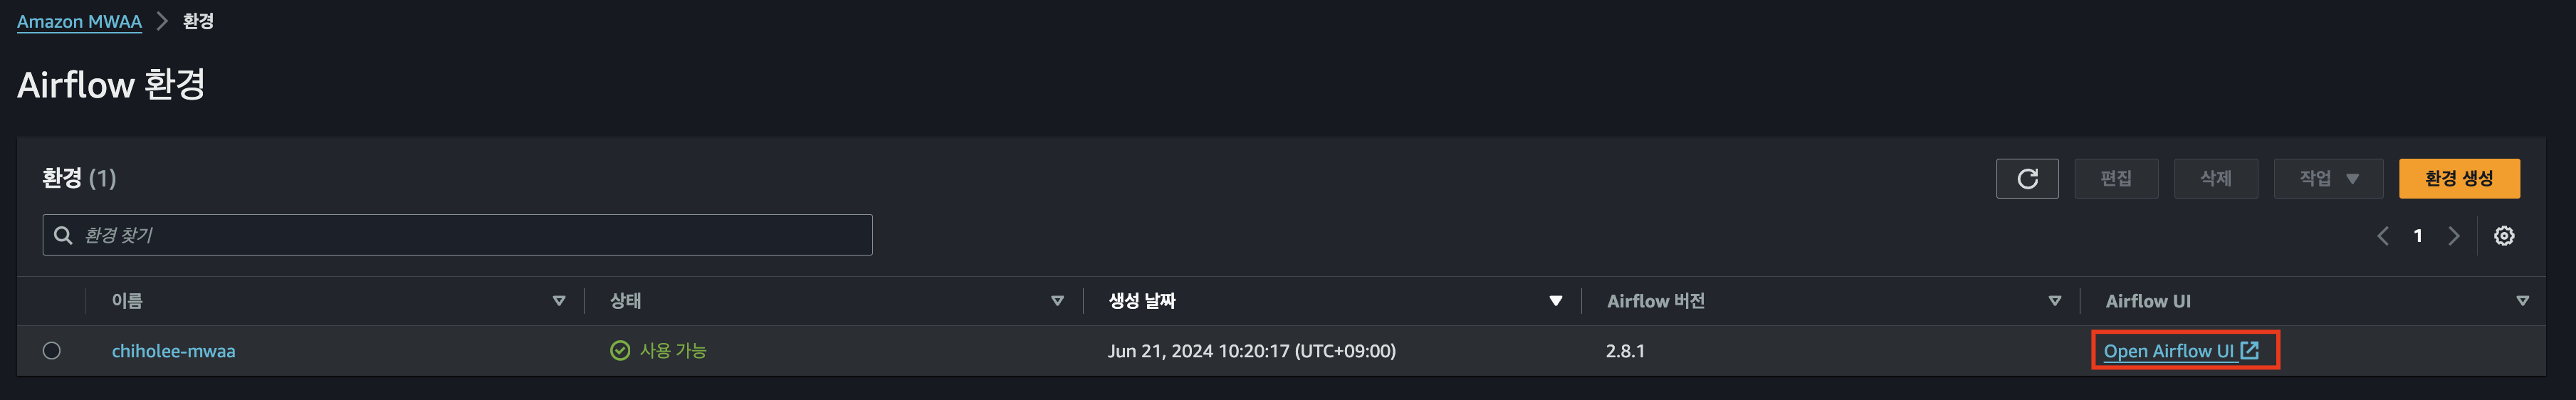 Amazon MWAA > 환경
Airflow 환경
환경 (1)
편집 삭제 작업 환경 생성
환경 찾기
1
이름 상태 생성 날짜 Airflow 버전 Airflow UI
chiholee-mwaa 사용 가능 Jun 21, 2024 10:20:17 (UTC+09:00) 2.8.1 Open Airflow UI